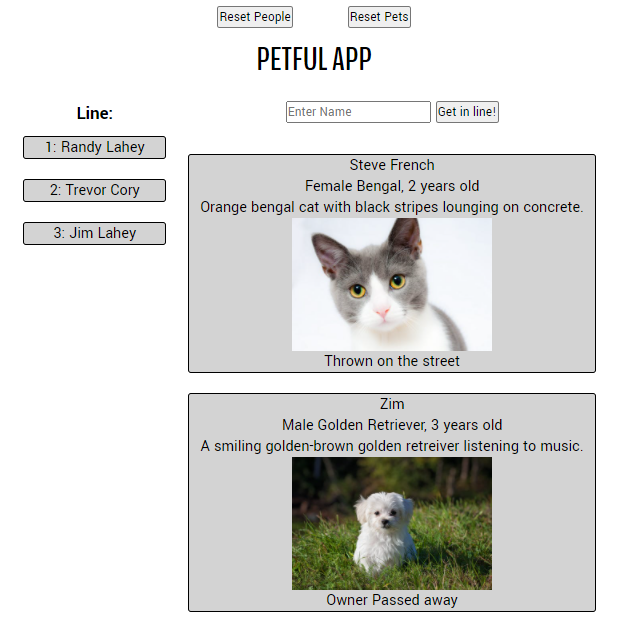 Reset People
Reset Pets
PETFUL APP
Line:
1: Randy Lahey
2: Trevor Cory
3: Jim Lahey
Enter Name
Get in line!
Steve French
Female Bengal, 2 years old
Orange bengal cat with black stripes lounging on concrete.
Thrown on the street
Zim
Male Golden Retriever, 3 years old
A smiling golden-brown golden retreiver listening to music.
Owner Passed away